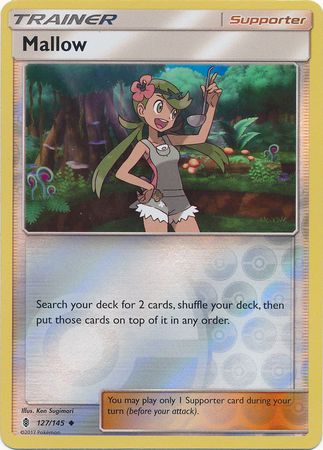 TRAINER Supporter
Mallow
Search your deck for 2 cards, shuffle your deck, then
put those cards on top of it in any order.
Illus. Ken Sugimori
127/145 ◆
©2017 Pokémon
You may play only 1 Supporter card during your
turn (before your attack).